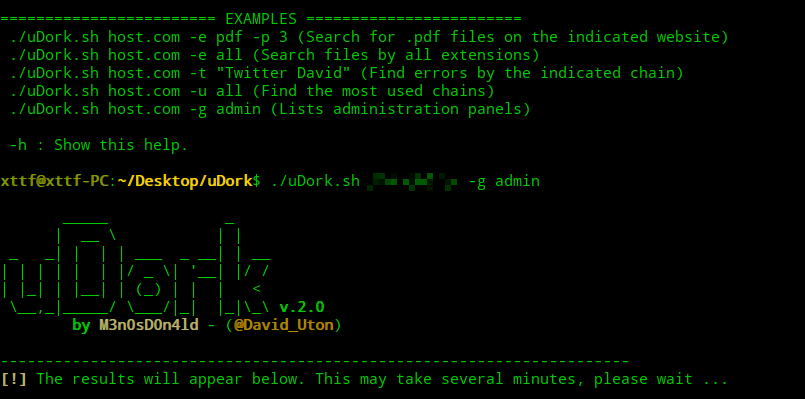 ======================== EXAMPLES ========================
./uDork.sh host.com -e pdf -p 3 (Search for .pdf files on the indicated website)
./uDork.sh host.com -e all (Search files by all extensions)
./uDork.sh host.com -t "Twitter David" (Find errors by the indicated chain)
./uDork.sh host.com -u all (Find the most used chains)
./uDork.sh host.com -g admin (Lists administration panels)
-h : Show this help.
xttf@xttf-PC:~/Desktop/uDork$ ./uDork.sh -g admin
uDork v.2.0
by M3n0sD0n4ld - (@David_Uton)
----------------------------------------------------------------------
[!] The results will appear below. This may take several minutes, please wait ...